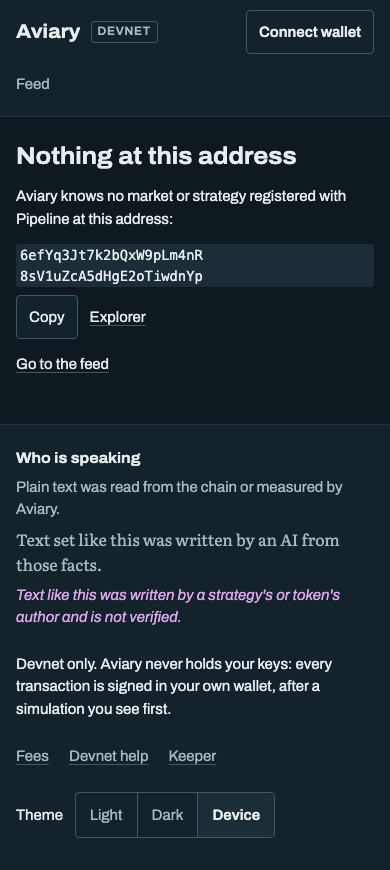 Aviary DEVNET Connect wallet
Feed
Nothing at this address
Aviary knows no market or strategy registered with
Pipeline at this address:
6efYq3Jt7k2bQxW9pLm4nR
8sV1uZcA5dHgE2oTiwdnYp
Copy Explorer
Go to the feed
Who is speaking
Plain text was read from the chain or measured by
Aviary.
Text set like this was written by an AI from
those facts.
Text like this was written by a strategy's or token's
author and is not verified.
Devnet only. Aviary never holds your keys: every
transaction is signed in your own wallet, after a
simulation you see first.
Fees Devnet help Keeper
Theme Light Dark Device